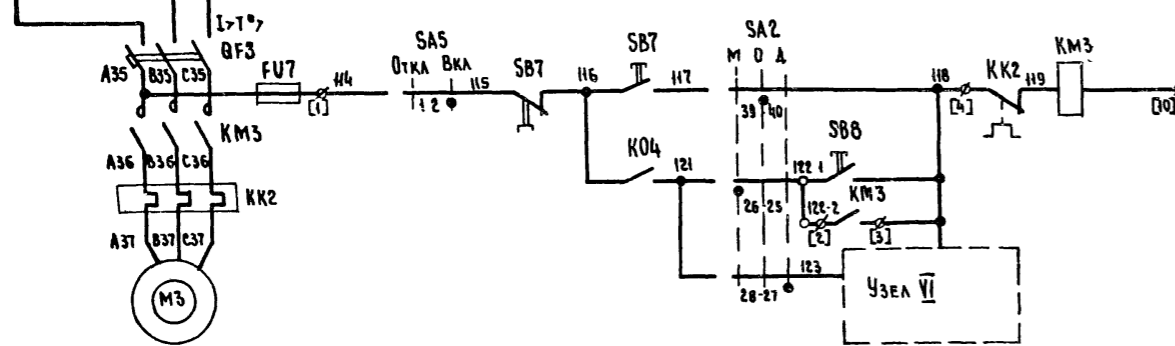 I>T°>
QF3
A35 B35 C35
FU7
[1]
H4
SA5
Откл Вкл
1 2
115
SB7
116
SB7
117
SA2
М О Д
39 40
118
[4]
KK2
119
KM3
[10]
KM3
A36 B36 C36
KK2
A37 B37 C37
M3
K04
121
26-25
122-1
SB8
122-2
KM3
[2]
[3]
28-27
123
Узел VI